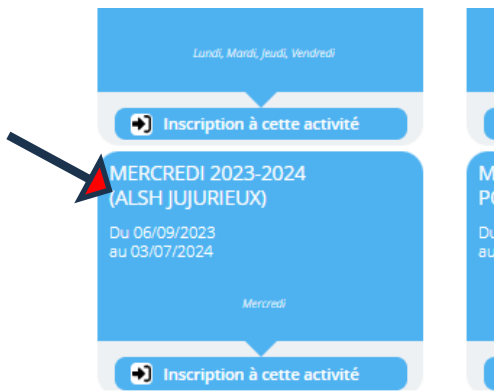 Lundi, Mardi, Jeudi, Vendredi
Inscription à cette activité
MERCREDI 2023-2024
(ALSH JUJURIEUX)
Du 06/09/2023
au 03/07/2024
Mercredi
Inscription à cette activité